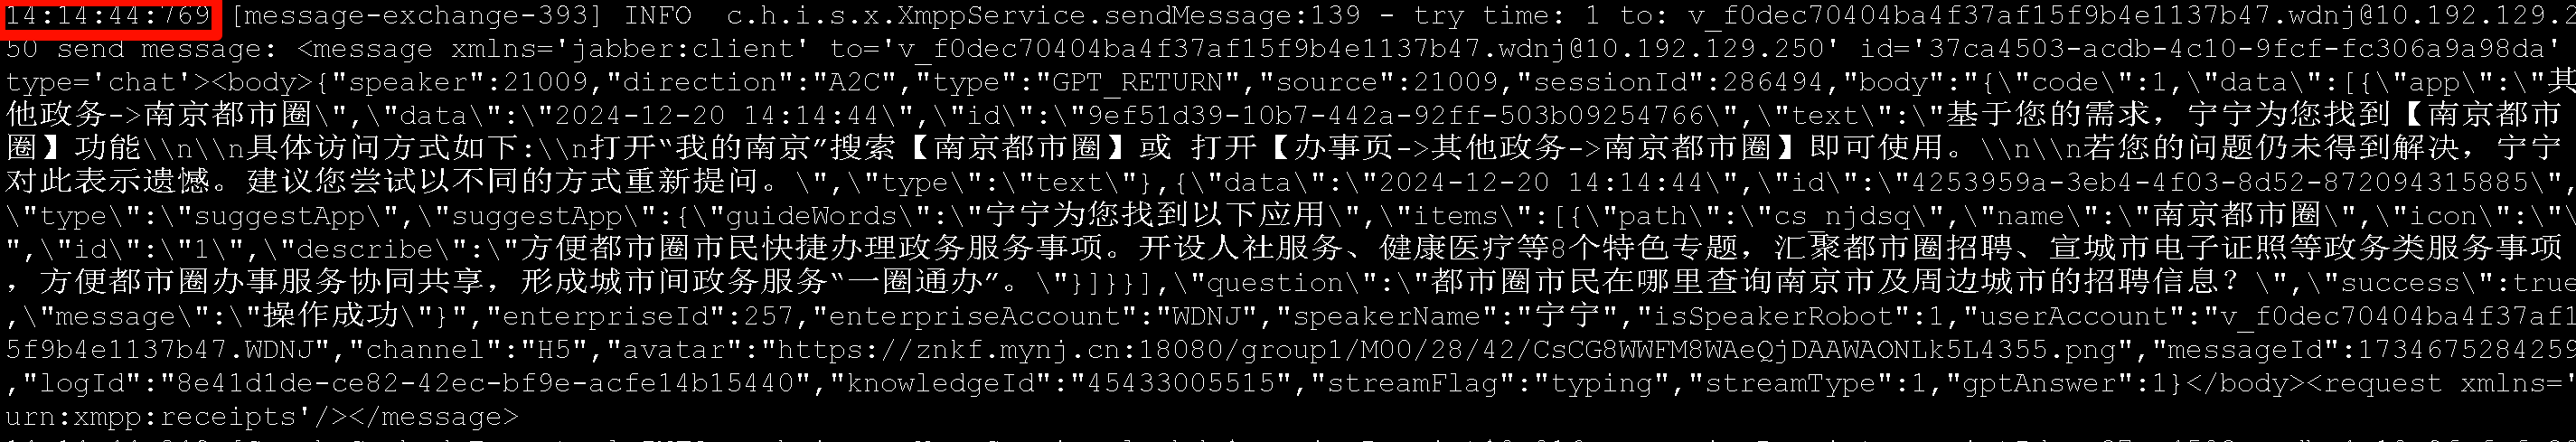 14:14:44:769 [message-exchange-393] INFO  c.h.i.s.x.XmppService.sendMessage:139 - try time: 1 to: v_f0dec70404ba4f37af15f9b4e1137b47.wdnj@10.192.129.2
50 send message: <message xmlns='jabber:client' to='v_f0dec70404ba4f37af15f9b4e1137b47.wdnj@10.192.129.250' id='37ca4503-acdb-4c10-9fcf-fc306a9a98da'
type='chat'><body>{"speaker":21009,"direction":"A2C","type":"GPT_RETURN","source":21009,"sessionId":286494,"body":"{\"code\":1,\"data\":[{\"app\":\"其
他政务->南京都市圈\",\"data\":\"2024-12-20 14:14:44\",\"id\":\"9ef51d39-10b7-442a-92ff-503b09254766\",\"text\":\"基于您的需求，宁宁为您找到【南京都市
圈】功能\\n\\n具体访问方式如下:\\n打开“我的南京”搜索【南京都市圈】或 打开【办事页->其他政务->南京都市圈】即可使用。\\n\\n若您的问题仍未得到解决，宁宁
对此表示遗憾。建议您尝试以不同的方式重新提问。\",\"type\":\"text\"},{\"data\":\"2024-12-20 14:14:44\",\"id\":\"4253959a-3eb4-4f03-8d52-872094315885\",
\"type\":\"suggestApp\",\"suggestApp\":{\"guideWords\":\"宁宁为您找到以下应用\",\"items\":[{\"path\":\"cs_njdsq\",\"name\":\"南京都市圈\",\"icon\":\"\
",\"id\":\"1\",\"describe\":\"方便都市圈市民快捷办理政务服务事项。开设人社服务、健康医疗等8个特色专题，汇聚都市圈招聘、宣城市电子证照等政务类服务事项
，方便都市圈办事服务协同共享，形成城市间政务服务“一圈通办”。\"}]}}],\"question\":\"都市圈市民在哪里查询南京市及周边城市的招聘信息？\",\"success\":true
,\"message\":\"操作成功\"}","enterpriseId":257,"enterpriseAccount":"WDNJ","speakerName":"宁宁","isSpeakerRobot":1,"userAccount":"v_f0dec70404ba4f37af1
5f9b4e1137b47.WDNJ","channel":"H5","avatar":"https://znkf.mynj.cn:18080/group1/M00/28/42/CsCG8WWFM8WAeQjDAAWAONLk5L4355.png","messageId":1734675284259
,"logId":"8e41d1de-ce82-42ec-bf9e-acfe14b15440","knowledgeId":"45433005515","streamFlag":"typing","streamType":1,"gptAnswer":1}</body><request xmlns='
urn:xmpp:receipts'/></message>